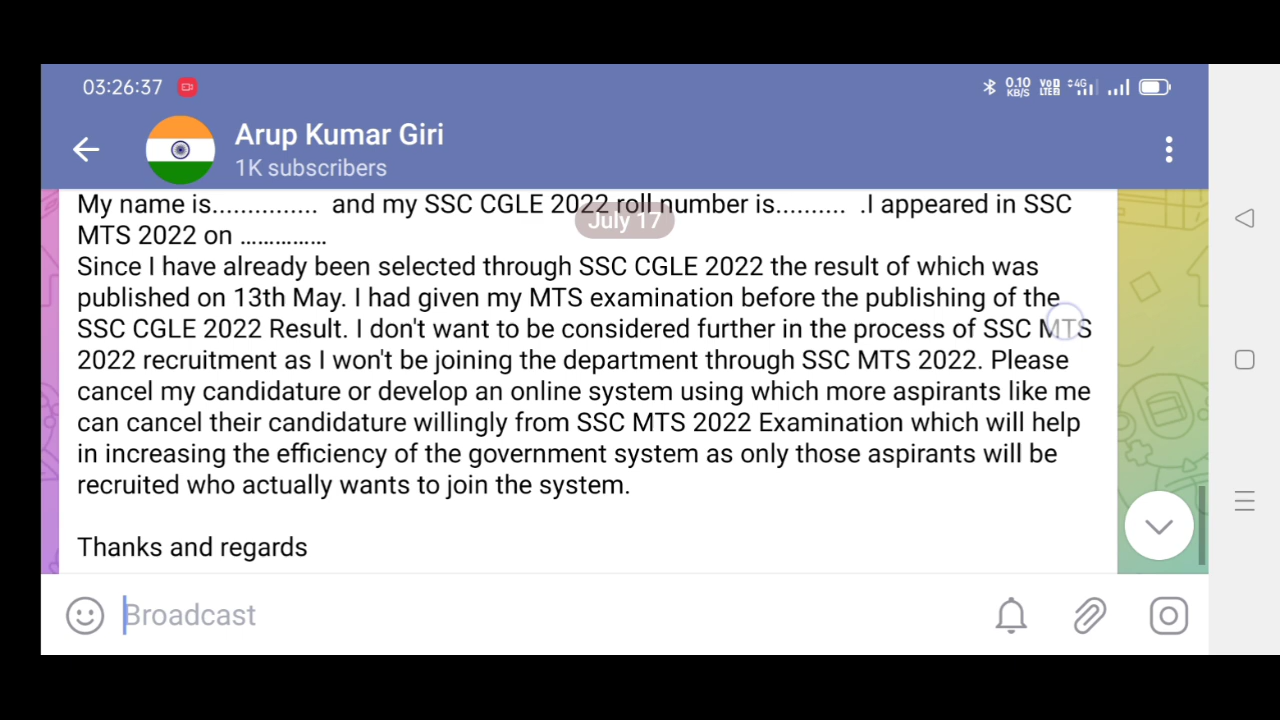 03:26:37
0.10 KB/S VoD LTEB 4G
Arup Kumar Giri
1K subscribers
My name is............... and my SSC CGLE 2022 roll number is.......... .I appeared in SSC
July 17
MTS 2022 on ...............
Since I have already been selected through SSC CGLE 2022 the result of which was
published on 13th May. I had given my MTS examination before the publishing of the
SSC CGLE 2022 Result. I don't want to be considered further in the process of SSC MTS
2022 recruitment as I won't be joining the department through SSC MTS 2022. Please
cancel my candidature or develop an online system using which more aspirants like me
can cancel their candidature willingly from SSC MTS 2022 Examination which will help
in increasing the efficiency of the government system as only those aspirants will be
recruited who actually wants to join the system.
Thanks and regards
Broadcast